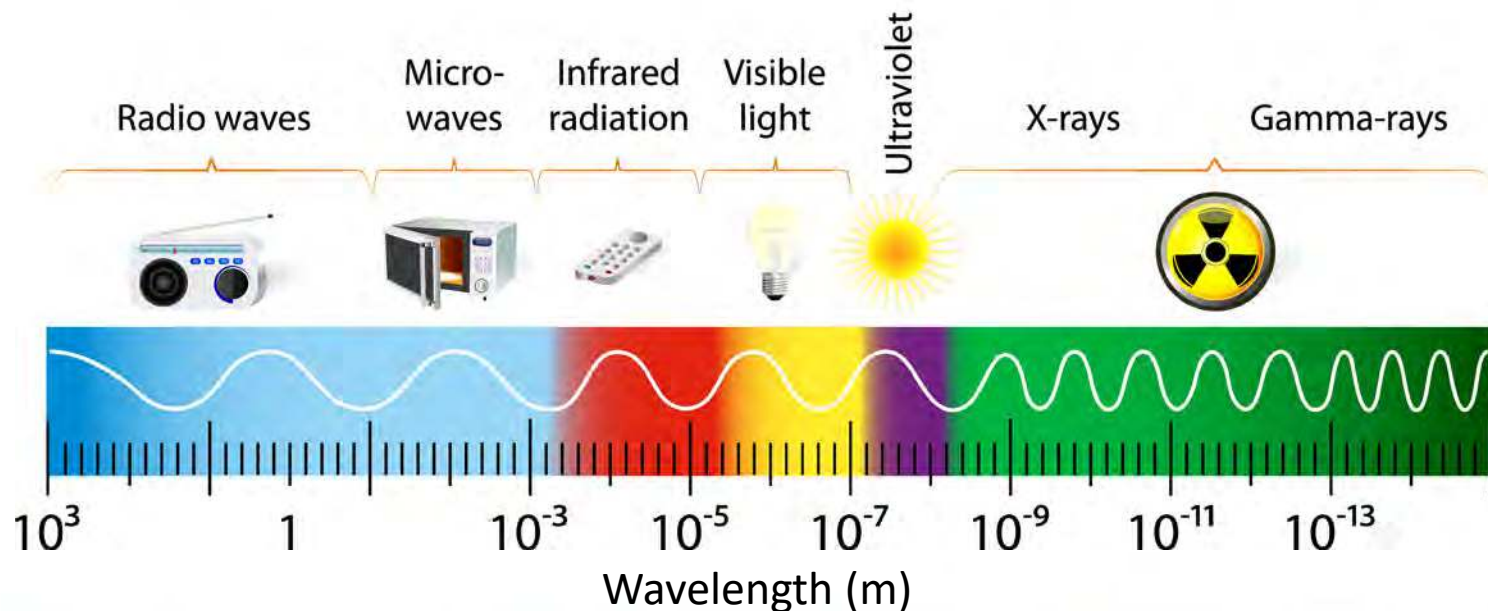 Radio waves
Micro-
waves
Infrared
radiation
Visible
light
Ultraviolet
X-rays
Gamma-rays
10³
1
10⁻³
10⁻⁵
10⁻⁷
10⁻⁹
10⁻¹¹
10⁻¹³
Wavelength (m)